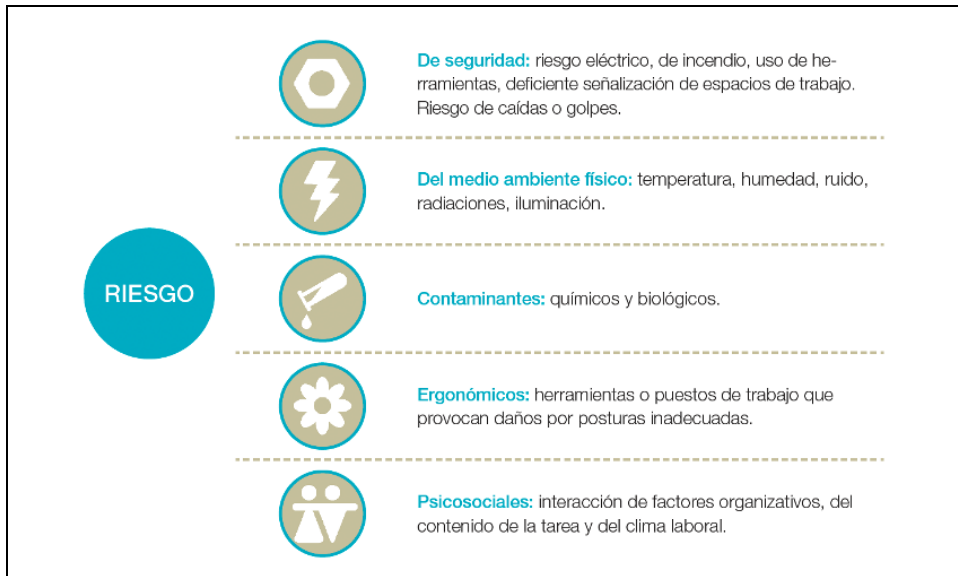 De seguridad: riesgo eléctrico, de incendio, uso de he-
rramientas, deficiente señalización de espacios de trabajo.
Riesgo de caídas o golpes.
Del medio ambiente físico: temperatura, humedad, ruido,
radiaciones, iluminación.
RIESGO
Contaminantes: químicos y biológicos.
Ergonómicos: herramientas o puestos de trabajo que
provocan daños por posturas inadecuadas.
Psicosociales: interacción de factores organizativos, del
contenido de la tarea y del clima laboral.